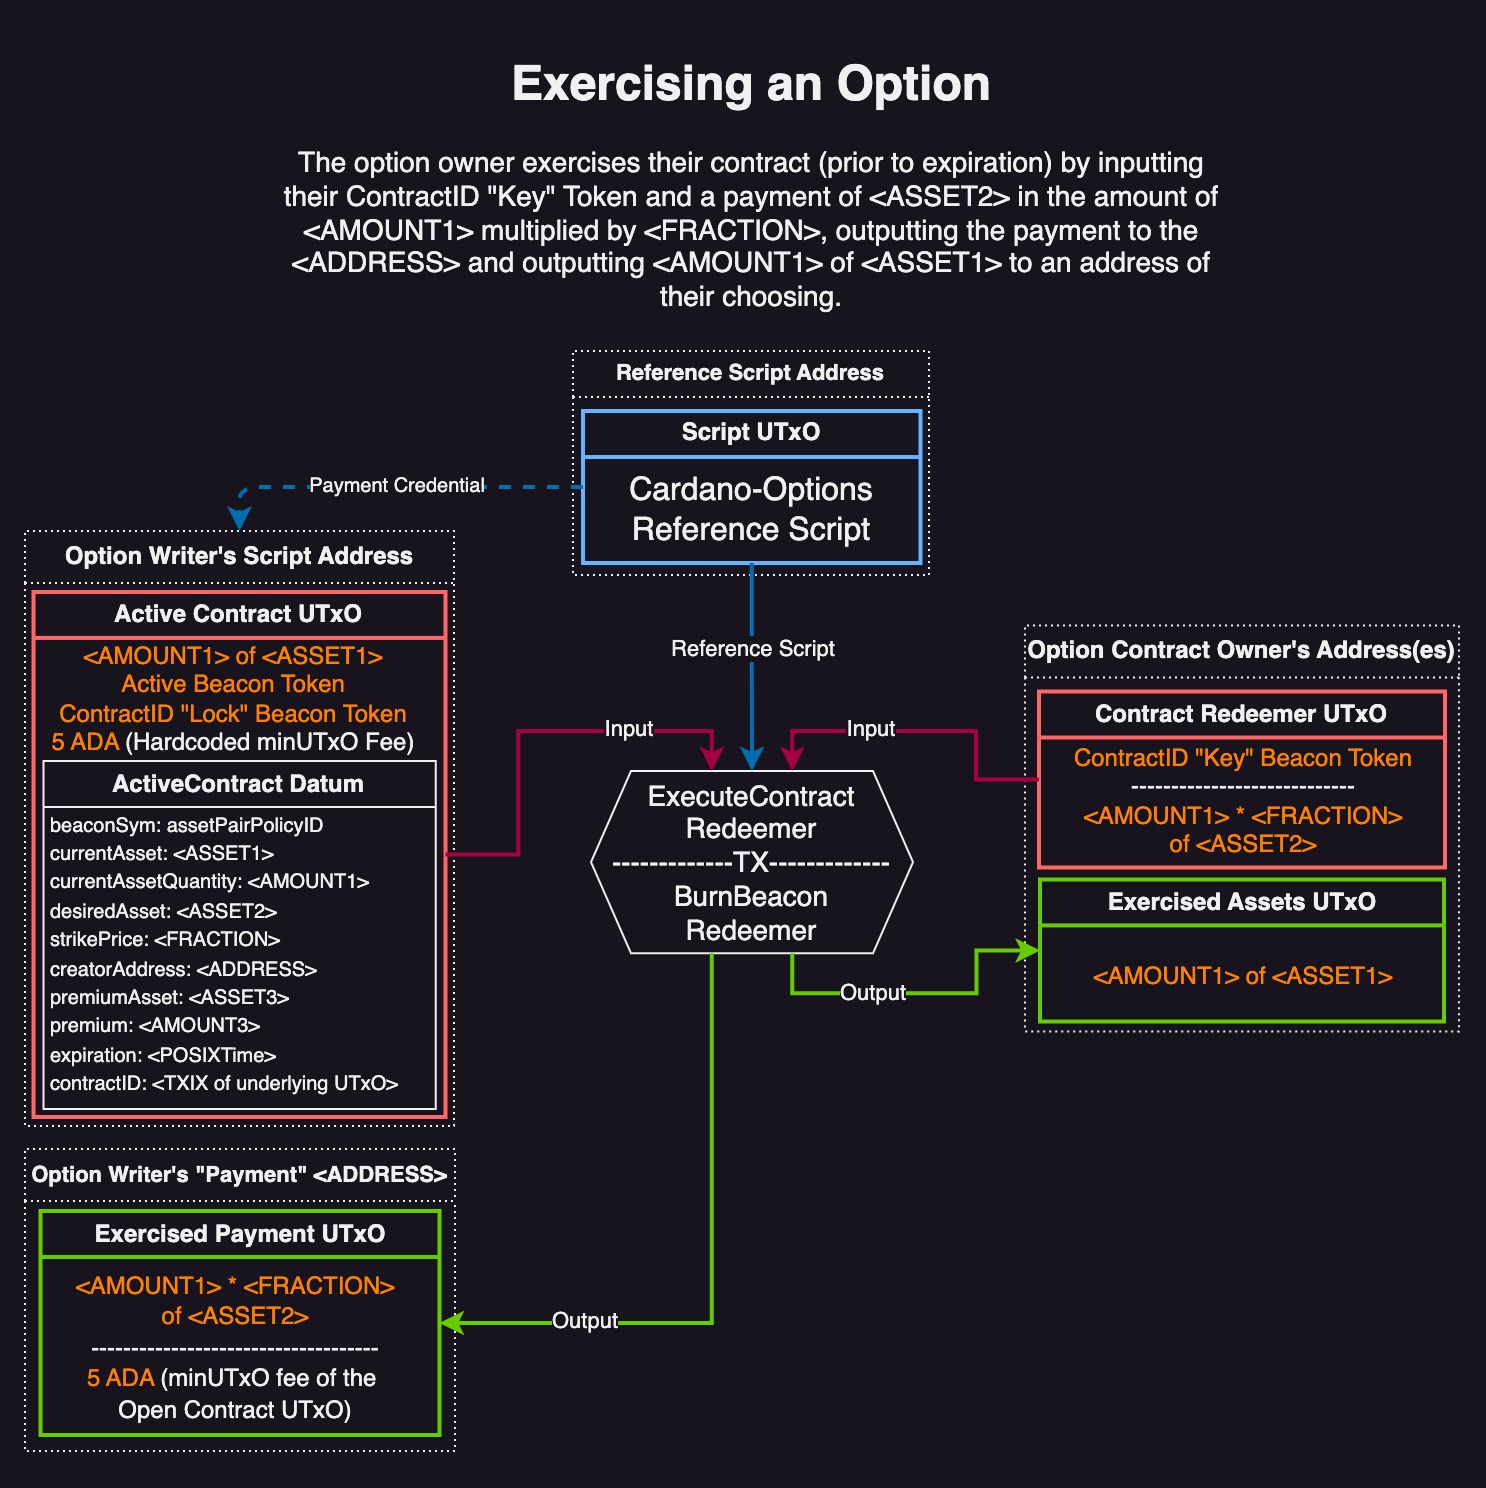 Exercising an Option
The option owner exercises their contract (prior to expiration) by inputting
their ContractID "Key" Token and a payment of <ASSET2> in the amount of
<AMOUNT1> multiplied by <FRACTION>, outputting the payment to the
<ADDRESS> and outputting <AMOUNT1> of <ASSET1> to an address of
their choosing.
Reference Script Address
Script UTxO
Cardano-Options
Reference Script
Payment Credential
Option Writer's Script Address
Active Contract UTxO
<AMOUNT1> of <ASSET1>
Active Beacon Token
ContractID "Lock" Beacon Token
5 ADA (Hardcoded minUTxO Fee)
ActiveContract Datum
beaconSym: assetPairPolicyID
currentAsset: <ASSET1>
currentAssetQuantity: <AMOUNT1>
desiredAsset: <ASSET2>
strikePrice: <FRACTION>
creatorAddress: <ADDRESS>
premiumAsset: <ASSET3>
premium: <AMOUNT3>
expiration: <POSIXTime>
contractID: <TXIX of underlying UTxO>
Reference Script
Input
Input
ExecuteContract
Redeemer
-------------TX-------------
BurnBeacon
Redeemer
Option Contract Owner's Address(es)
Contract Redeemer UTxO
ContractID "Key" Beacon Token
----------------------------
<AMOUNT1> * <FRACTION>
of <ASSET2>
Exercised Assets UTxO
<AMOUNT1> of <ASSET1>
Output
Option Writer's "Payment" <ADDRESS>
Exercised Payment UTxO
<AMOUNT1> * <FRACTION>
of <ASSET2>
------------------------------------
5 ADA (minUTxO fee of the
Open Contract UTxO)
Output